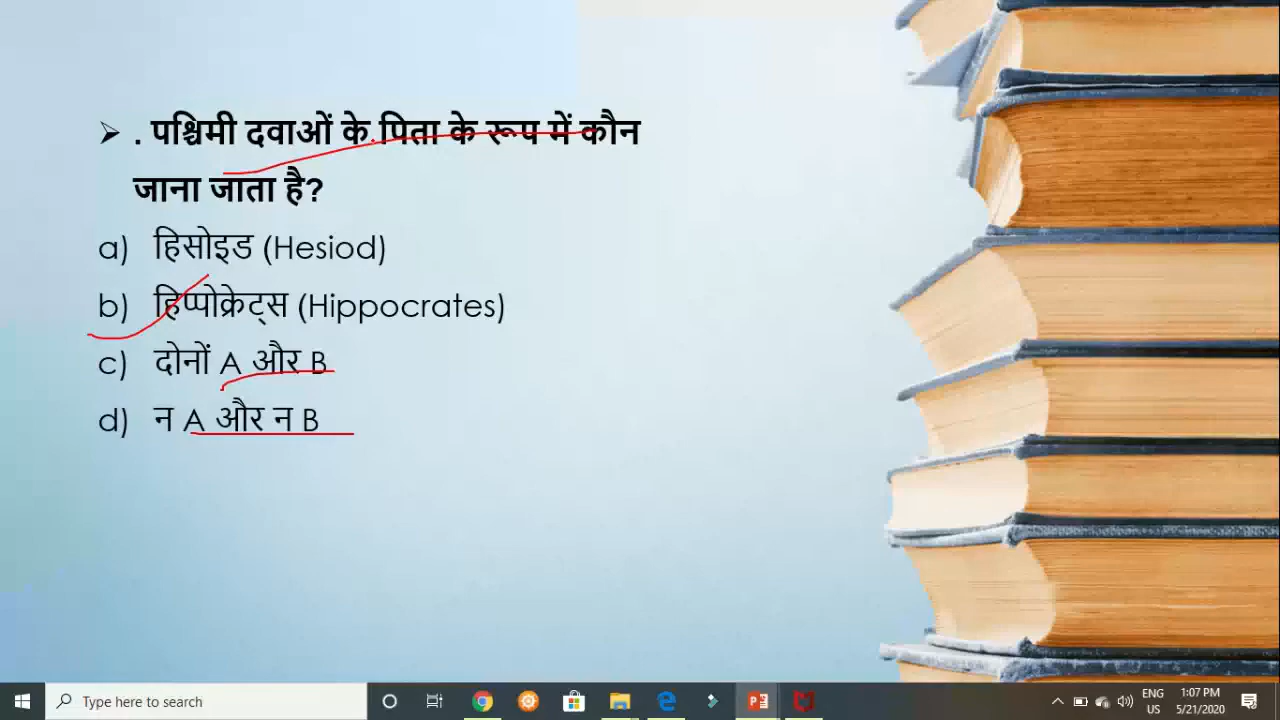 ➤ . पश्चिमी दवाओं के पिता के रूप में कौन
जाना जाता है?
a) हिसोइड (Hesiod)
b) हिप्पोक्रेट्स (Hippocrates)
c) दोनों A और B
d) न A और न B
Type here to search
ENG
US
1:07 PM
5/21/2020